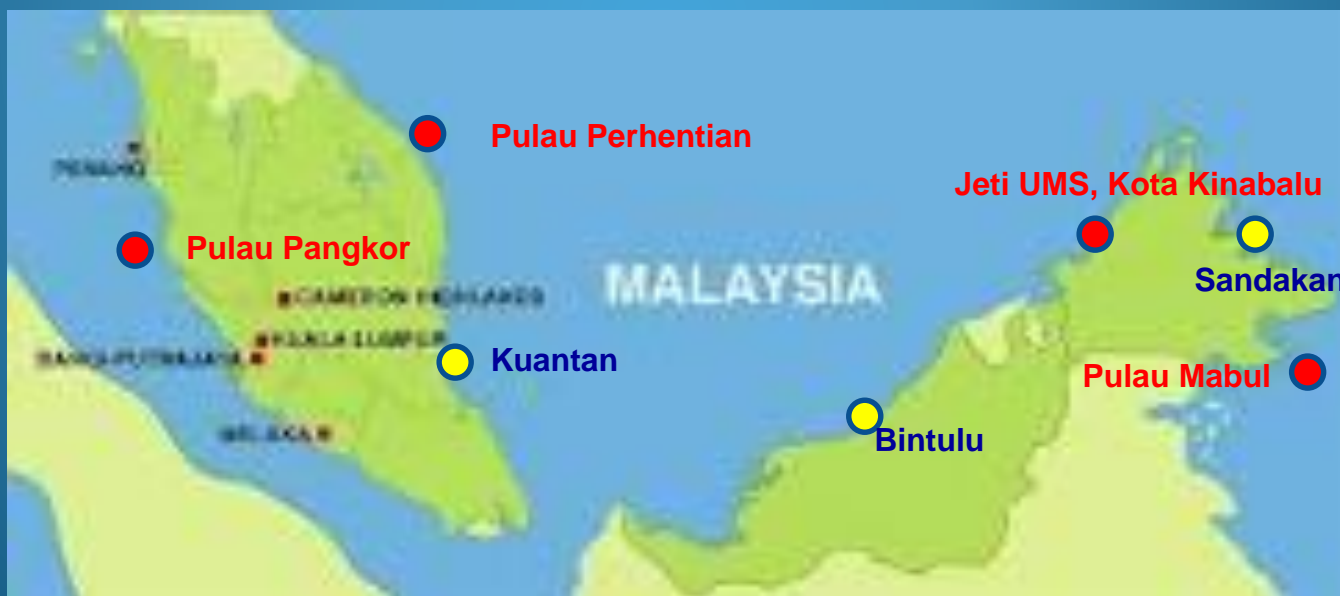 Pulau Perhentian
PENANG
Jeti UMS, Kota Kinabalu
Pulau Pangkor
MALAYSIA
Sandakan
CAMERON HIGHLANDS
KUALA LUMPUR
Kuantan
Pulau Mabul
MELAKA
Bintulu